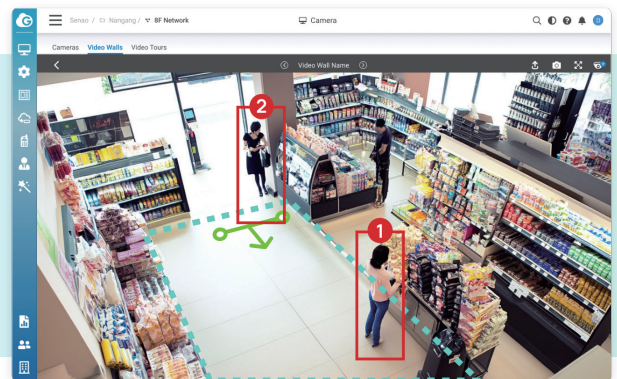 Senao / Nangang / 8F Network
Camera
D
Cameras Video Walls Video Tours
Video Wall Name
2
1